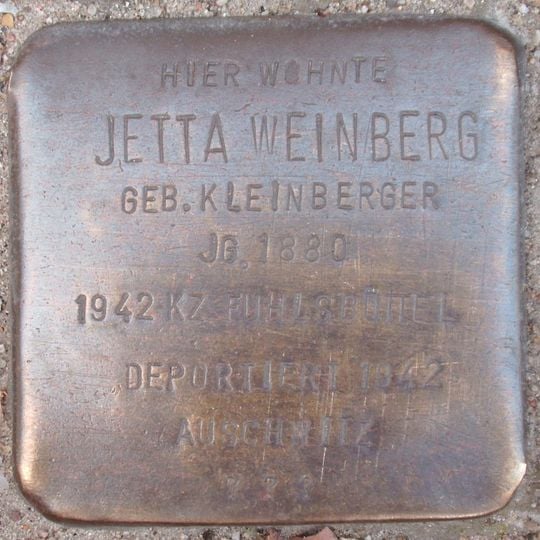 HIER WOHNTE
JETTA WEINBERG
GEB. KLEINBERGER
JG. 1880
1942 KZ FUHLSBÜTTEL
DEPORTIERT 1942
AUSCHWITZ
? ? ?